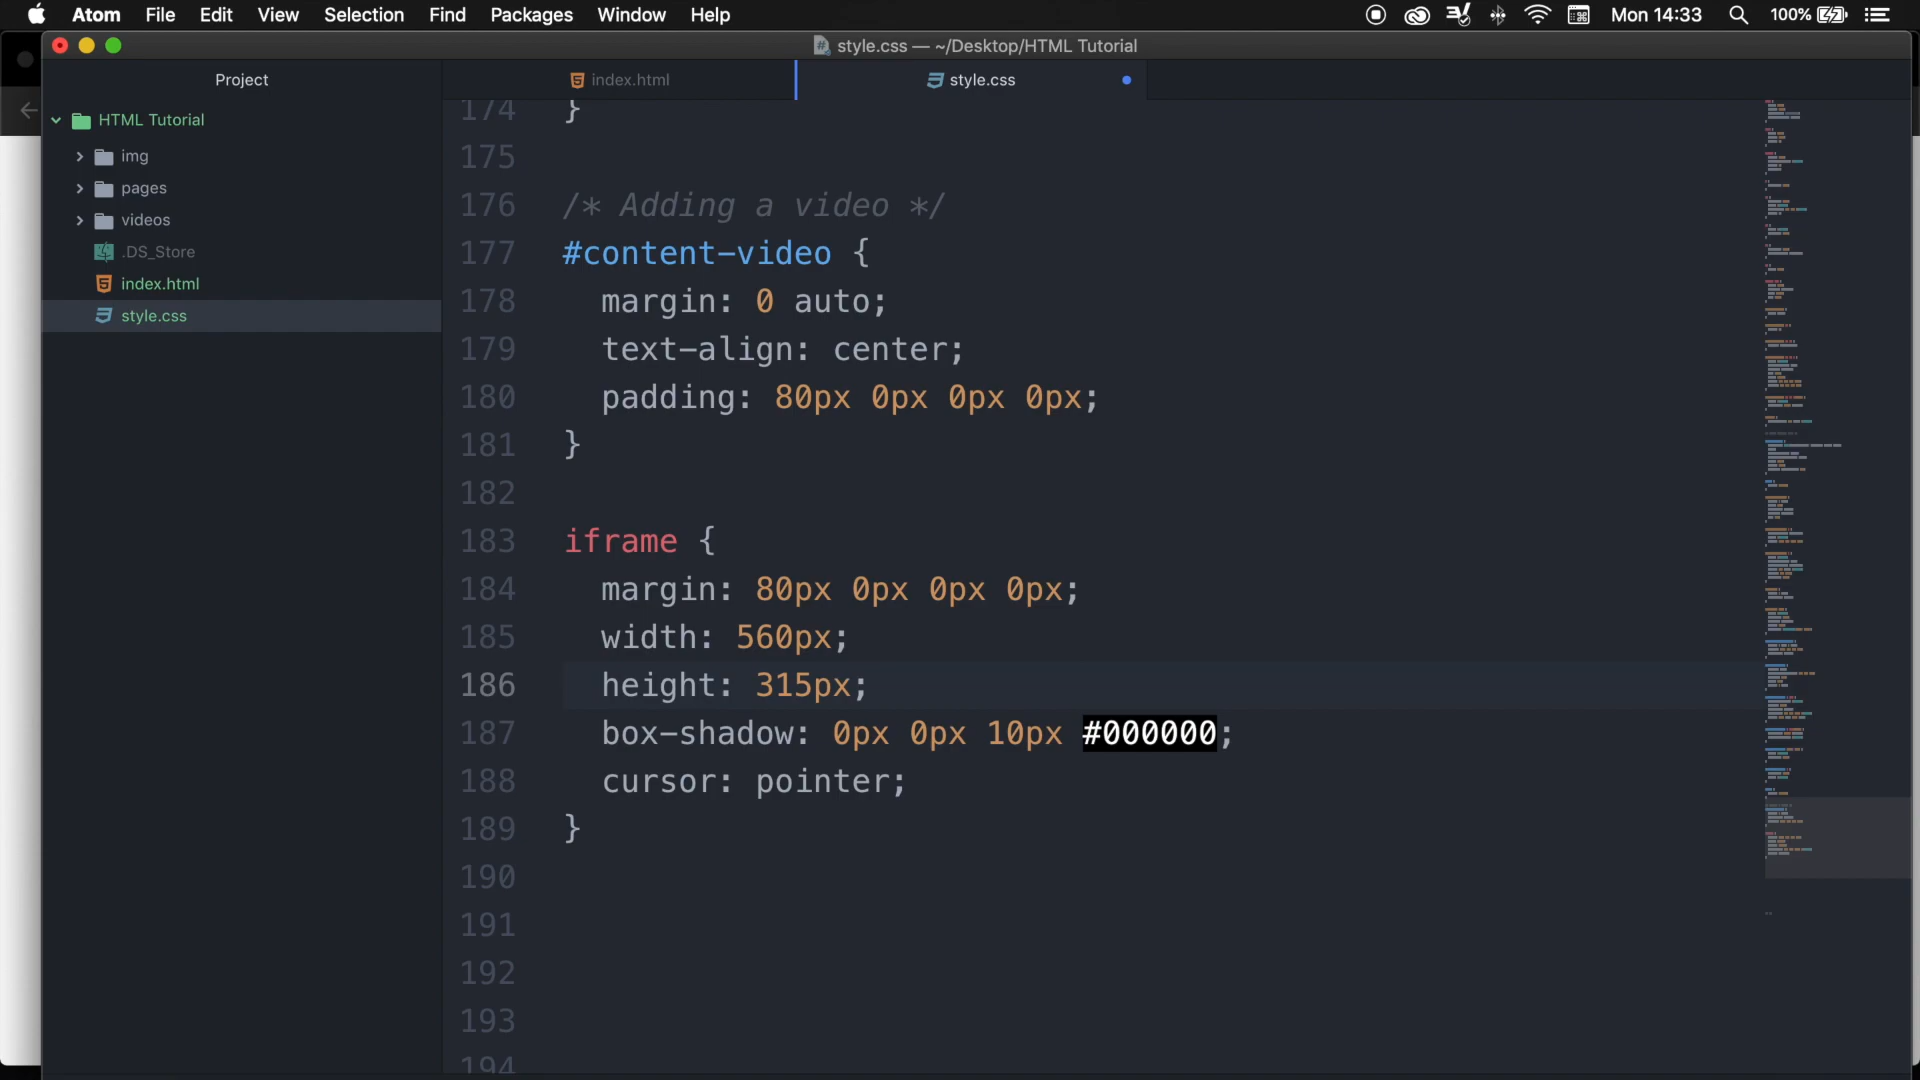 Atom File Edit View Selection Find Packages Window Help Mon 14:33 100%
style.css — ~/Desktop/HTML Tutorial
Project
index.html
style.css
HTML Tutorial
img
pages
videos
.DS_Store
index.html
style.css
174 }
175
176 /* Adding a video */
177 #content-video {
178 margin: 0 auto;
179 text-align: center;
180 padding: 80px 0px 0px 0px;
181 }
182
183 iframe {
184 margin: 80px 0px 0px 0px;
185 width: 560px;
186 height: 315px;
187 box-shadow: 0px 0px 10px #000000;
188 cursor: pointer;
189 }
190
191
192
193
194